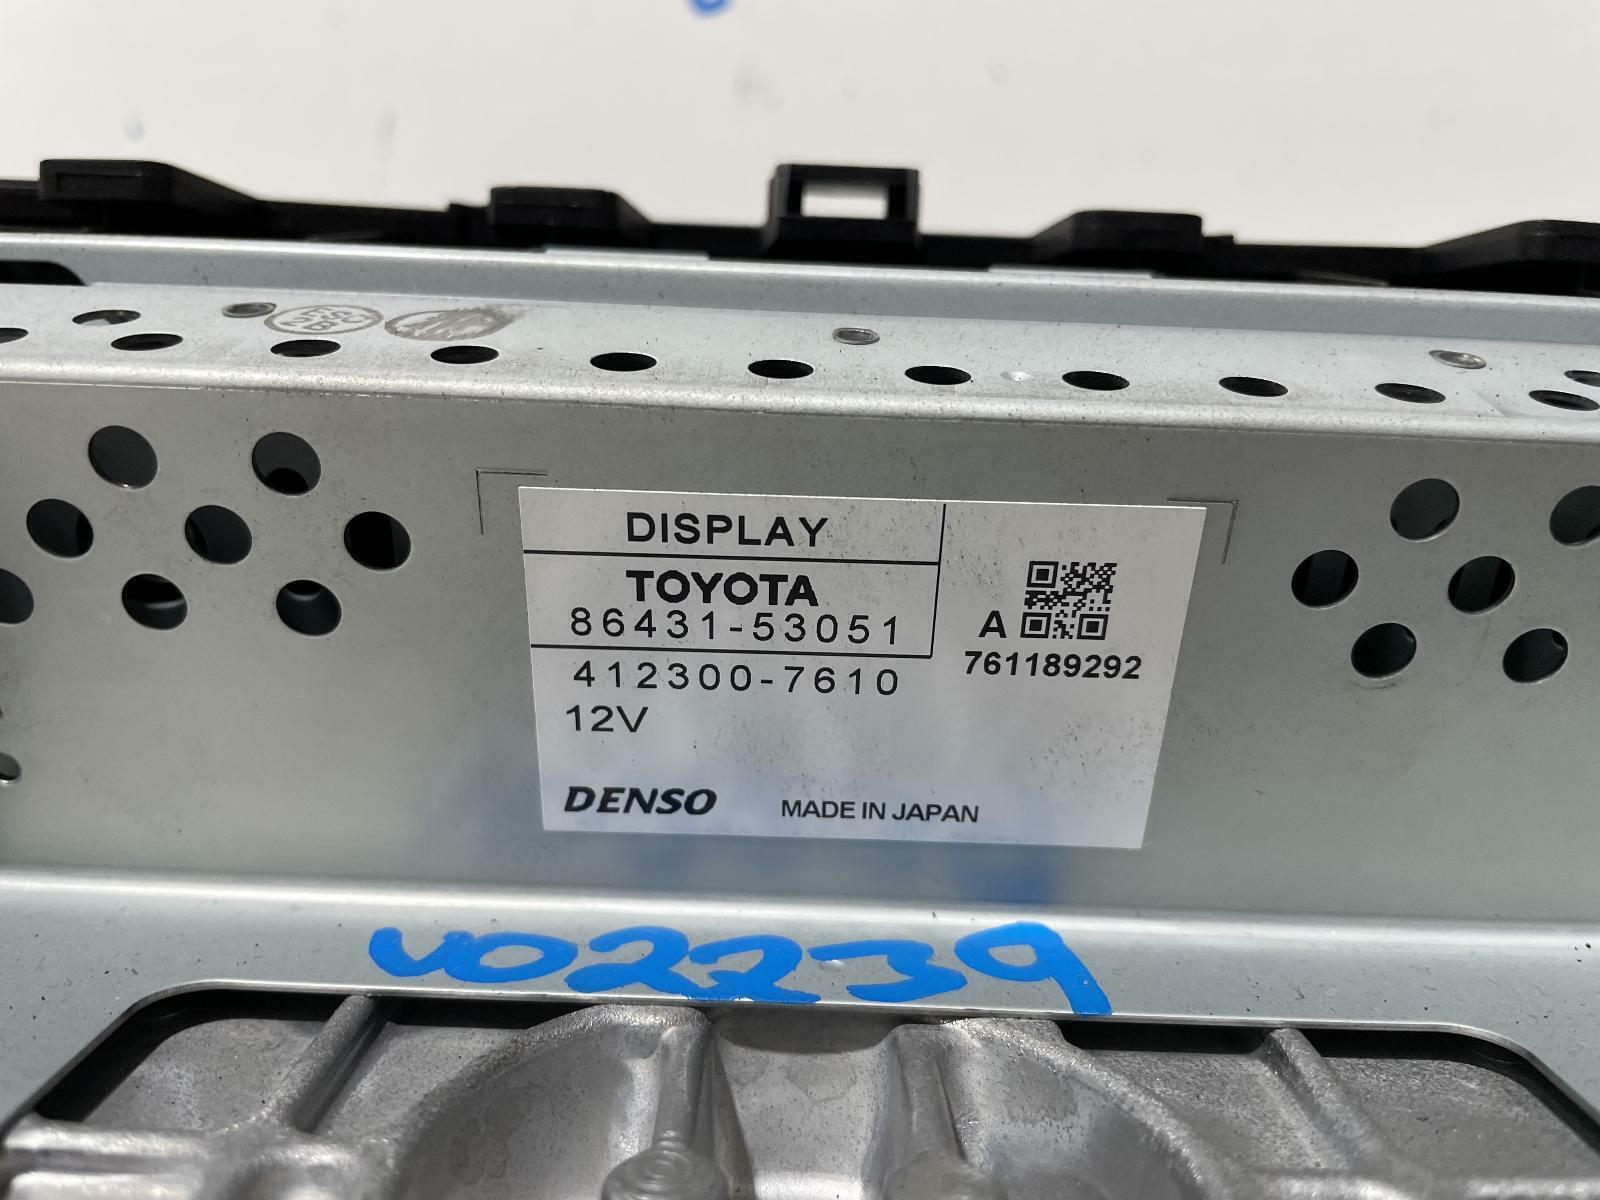 DISPLAY
TOYOTA
86431-53051
A
761189292
412300-7610
12V
DENSO MADE IN JAPAN
V02239